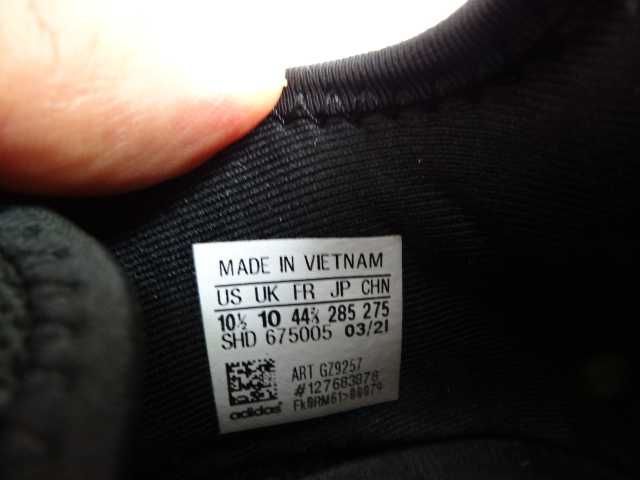 MADE IN VIETNAM
US UK FR JP CHN
10½ 10 44⅔ 285 275
SHD 675005 03/21
ART GZ9257
#127683878
adidas